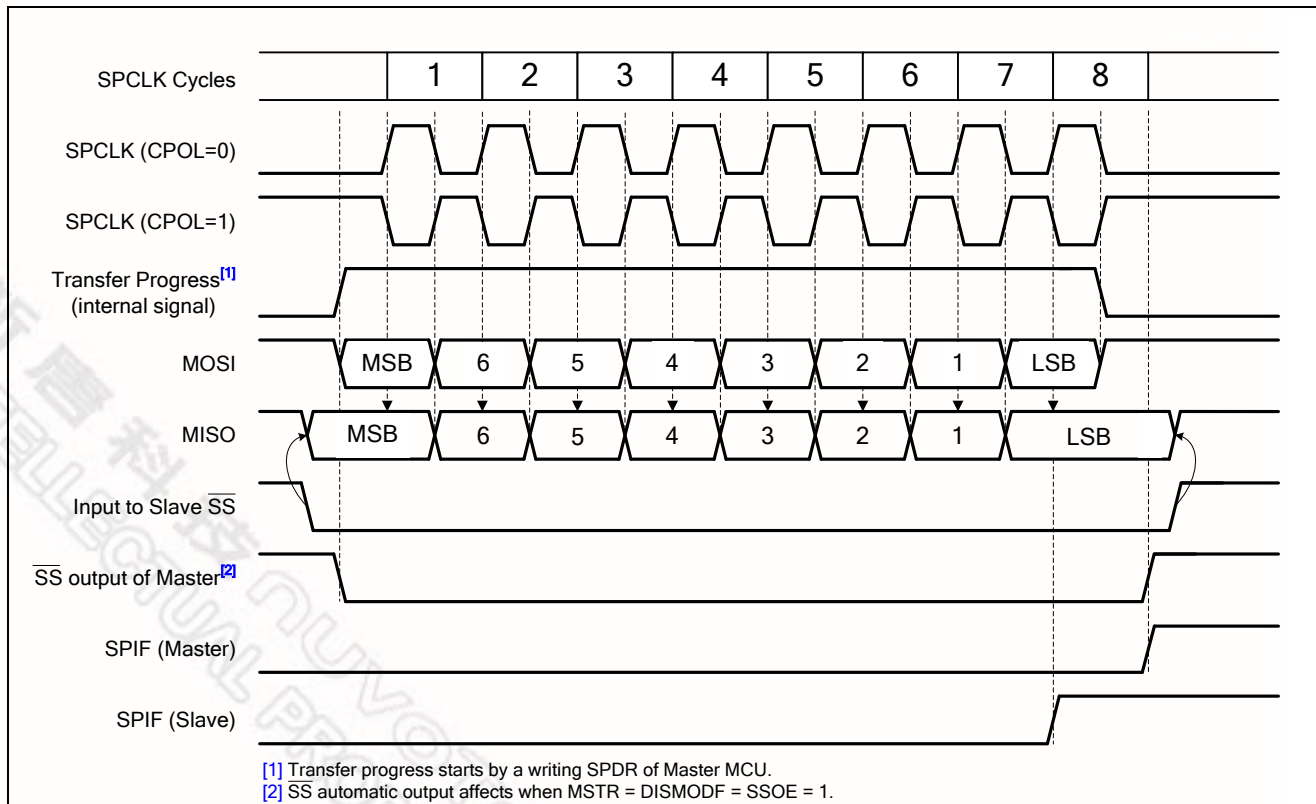 SPCLK Cycles 1 2 3 4 5 6 7 8
SPCLK (CPOL=0)
SPCLK (CPOL=1)
Transfer Progress[1]
(internal signal)
MOSI MSB 6 5 4 3 2 1 LSB
MISO MSB 6 5 4 3 2 1 LSB
Input to Slave SS
SS output of Master[2]
SPIF (Master)
SPIF (Slave)
[1] Transfer progress starts by a writing SPDR of Master MCU.
[2] SS automatic output affects when MSTR = DISMODF = SSOE = 1.
科技 nuvoto